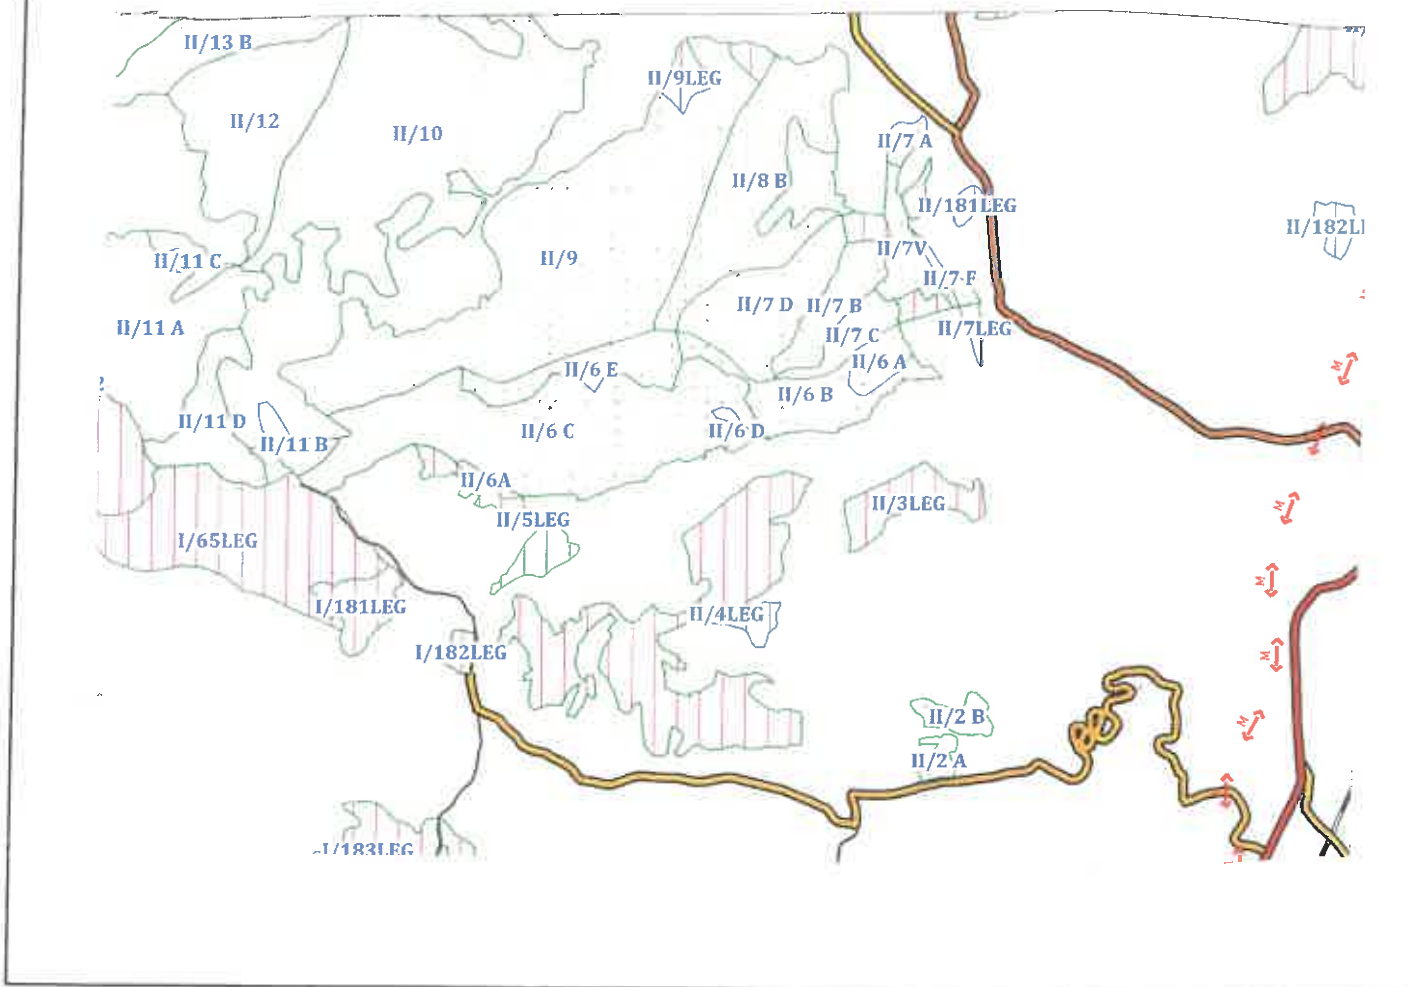 II/13 B
II/9LEG
II/12
II/10
II/7 A
II/8 B
II/181LEG
II/182L
II/11 C
II/9
II/7V
II/7 F
II/7 D
II/7 B
II/11 A
II/7 C
II/7LEG
II/6 E
II/6 A
M
II/6 B
II/11 D
II/11 B
II/6 C
II/6 D
II/6A
II/3LEG
M
II/5LEG
I/65LEG
M
I/181LEG
II/4LEG
I/182LEG
M
II/2 B
M
II/2 A
I/183LEG